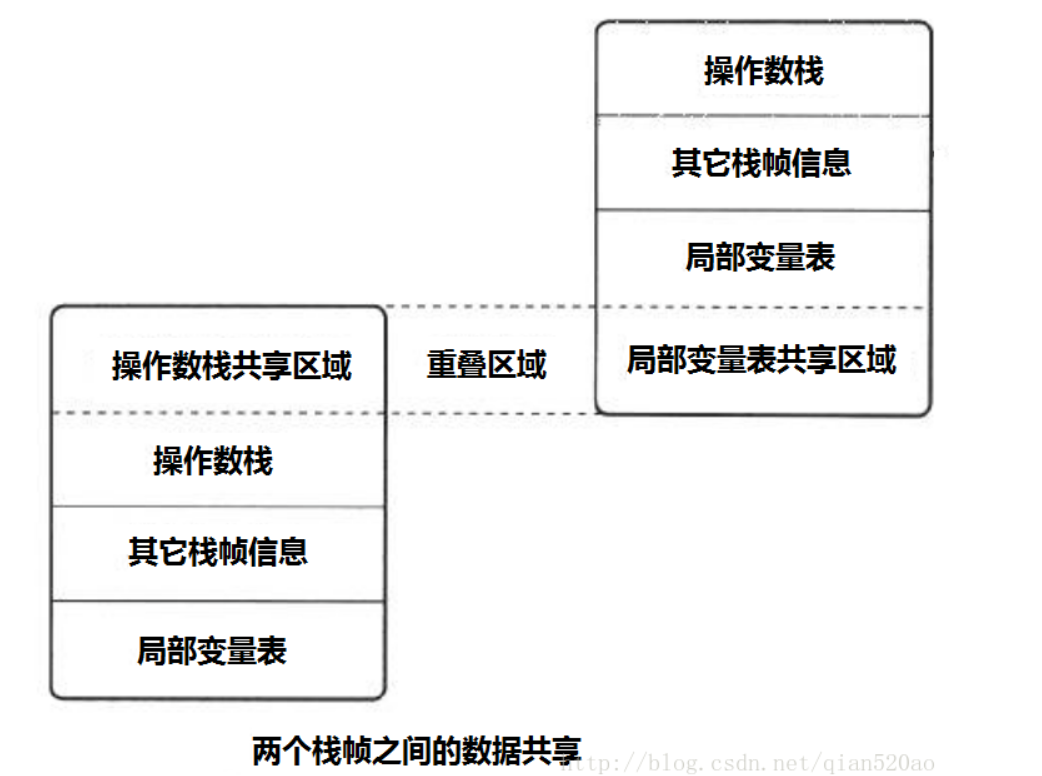 操作数栈
其它栈帧信息
局部变量表
局部变量表共享区域
重叠区域
操作数栈共享区域
操作数栈
其它栈帧信息
局部变量表
两个栈帧之间的数据共享
http://blog.csdn.net/qian520ao